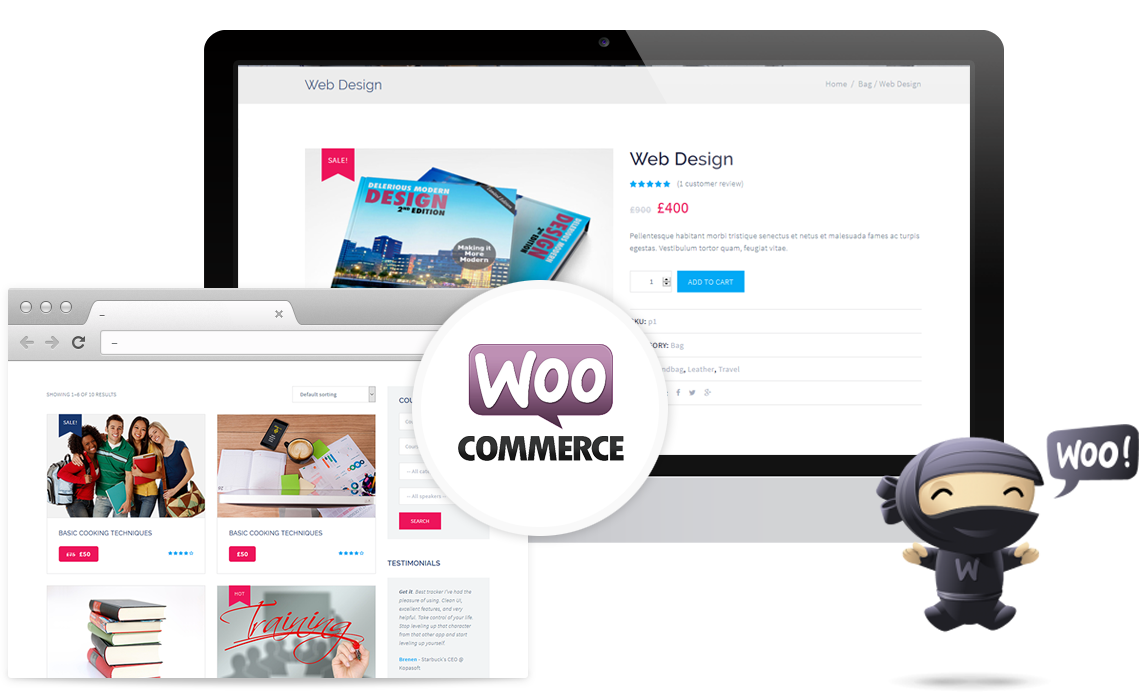 Web Design
Home / Bag / Web Design
SALE!
DELERIOUS MODERN
DESIGN
2ND EDITION
Making it
More
Modern
DESIGN
Web Design
(1 customer review)
£900 £400
Pellentesque habitant morbi tristique senectus et netus et malesuada fames ac turpis
egestas. Vestibulum tortor quam, feugiat vitae.
1
ADD TO CART
KU: p1
ORY: Bag
ndbag, Leather, Travel
SHOWING 1–8 OF 10 RESULTS
Default sorting
COU
SALE!
BASIC COOKING TECHNIQUES
£75 £50
BASIC COOKING TECHNIQUES
£50
-- All speakers --
SEARCH
TESTIMONIALS
Get it. Best tracker I've had the
pleasure of using. Clean UI,
excellent features, and very
helpful. Take control of your life.
Stop leveling up that character
from that other app and start
leveling up yourself.
Brenen - Starbuck's CEO @
Kopasoft
HOT
Training
WOO
COMMERCE
WOO!
W